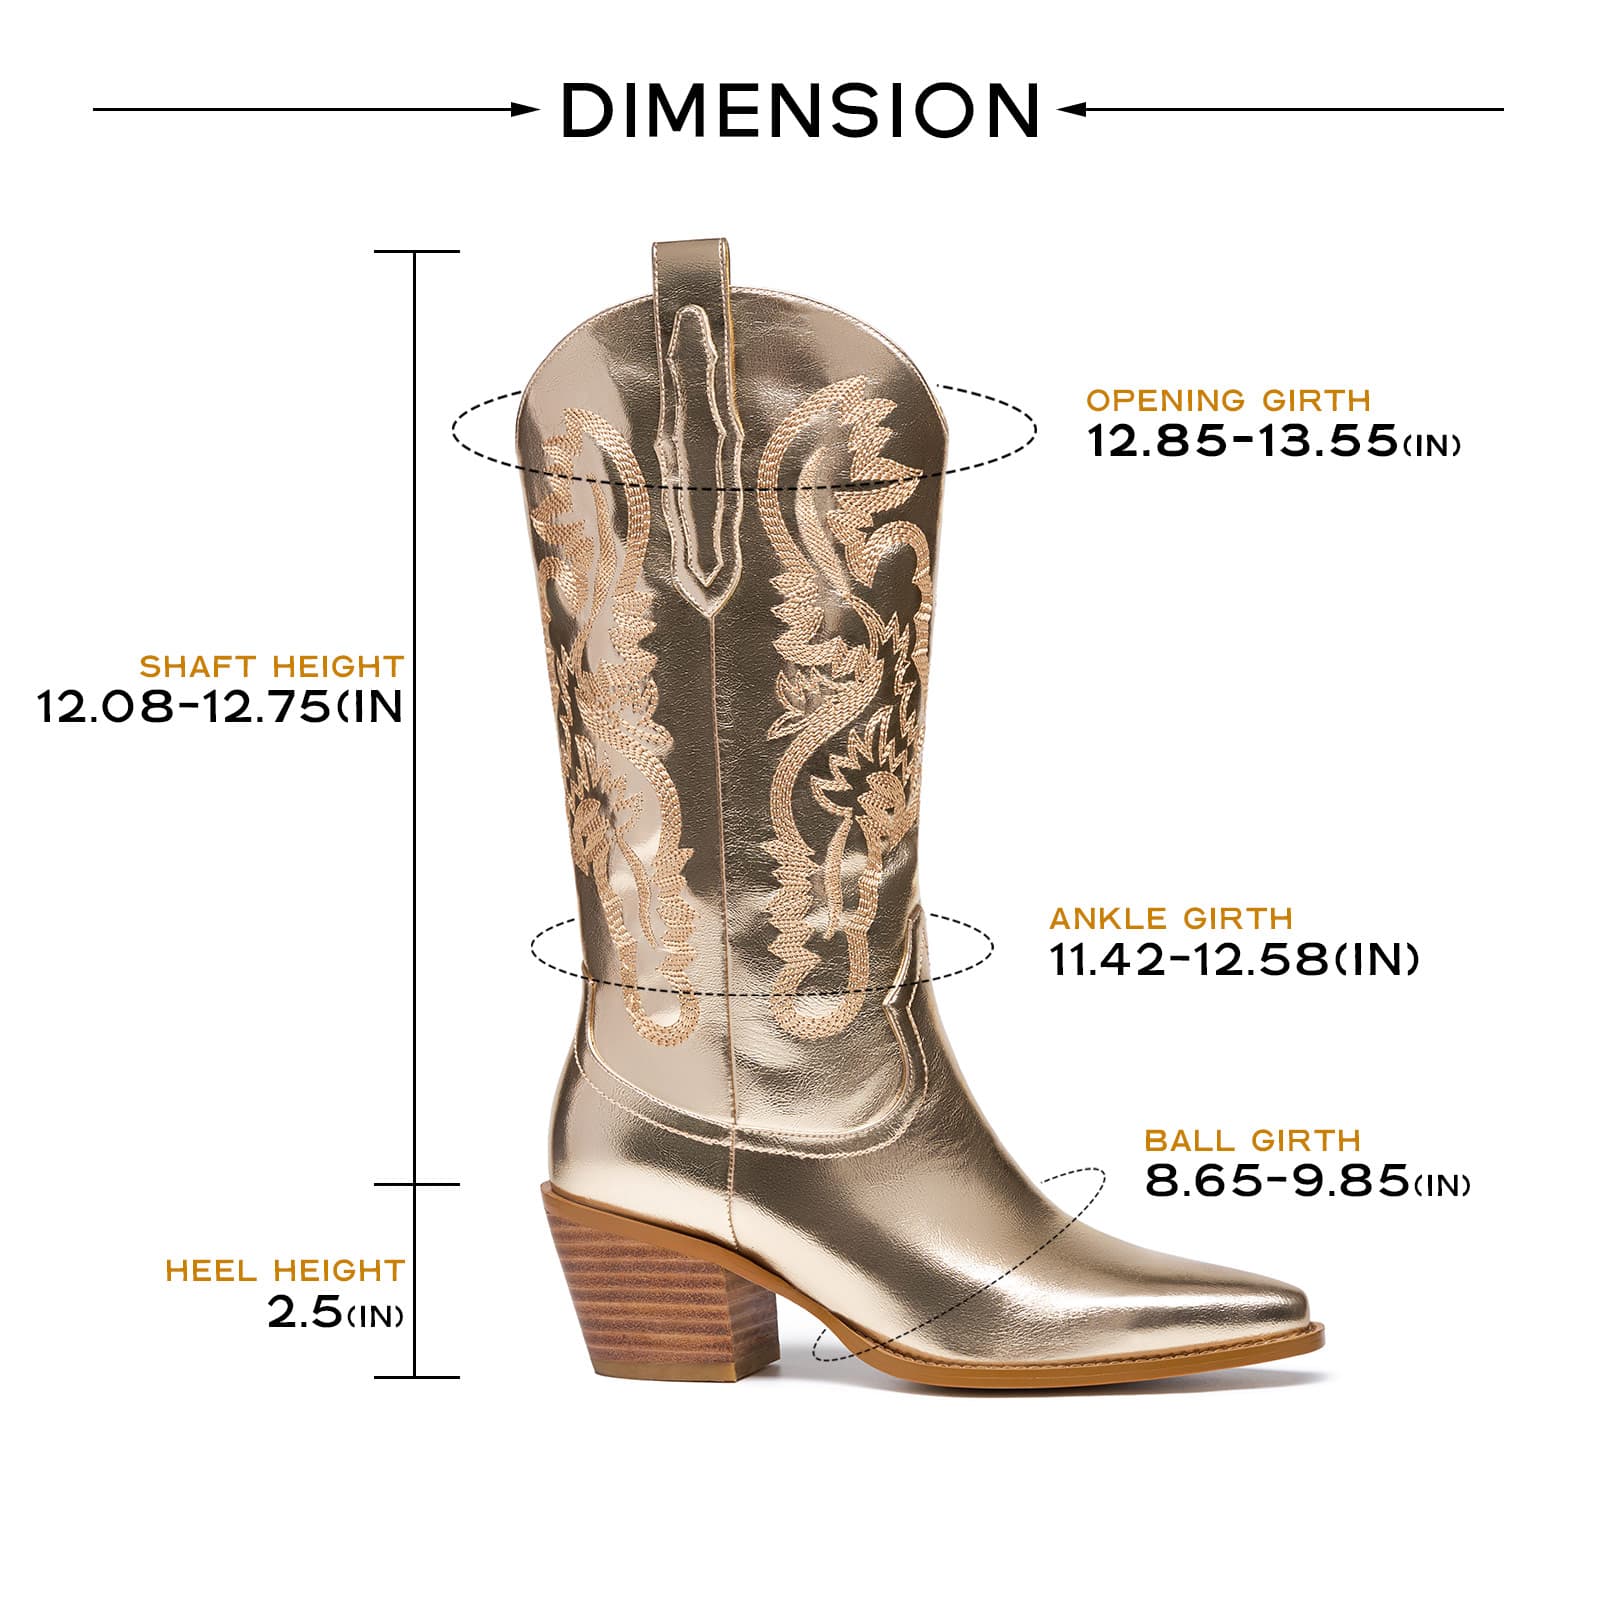 DIMENSION
OPENING GIRTH
12.85-13.55(IN)
SHAFT HEIGHT
12.08-12.75(IN
ANKLE GIRTH
11.42-12.58(IN)
BALL GIRTH
8.65-9.85(IN)
HEEL HEIGHT
2.5(IN)